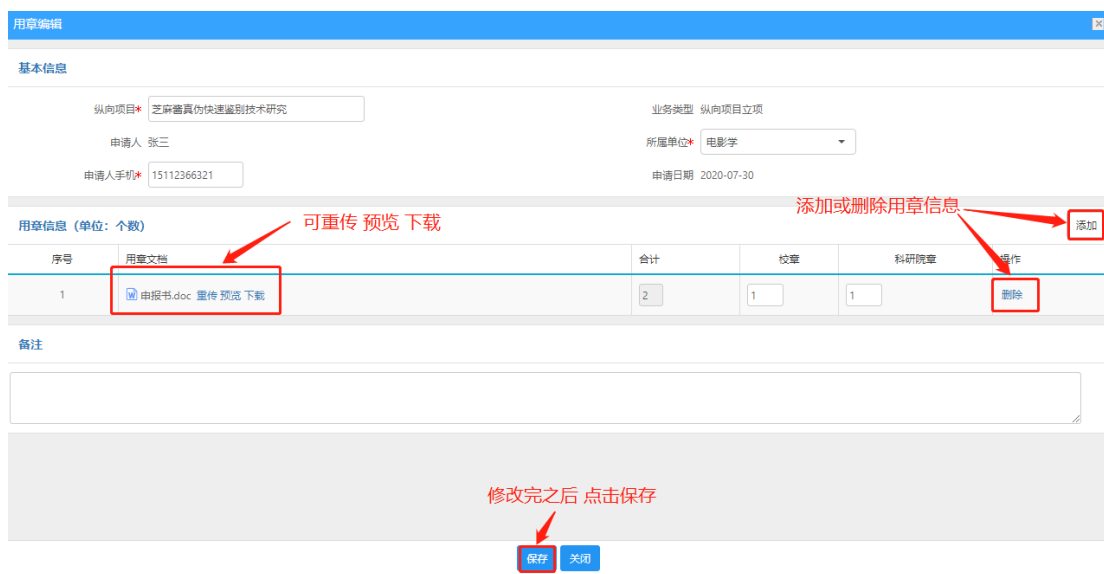 用章编辑
基本信息
纵向项目* 芝麻酱真伪快速鉴别技术研究 业务类型 纵向项目立项
申请人 张三 所属单位* 电影学
申请人手机* 15112366321 申请日期 2020-07-30
添加或删除用章信息
可重传 预览 下载
用章信息（单位：个数） 添加
序号 用章文档 合计 校章 科研院章 操作
1 申报书.doc 重传 预览 下载 2 1 1 删除
备注
修改完之后 点击保存
保存 关闭